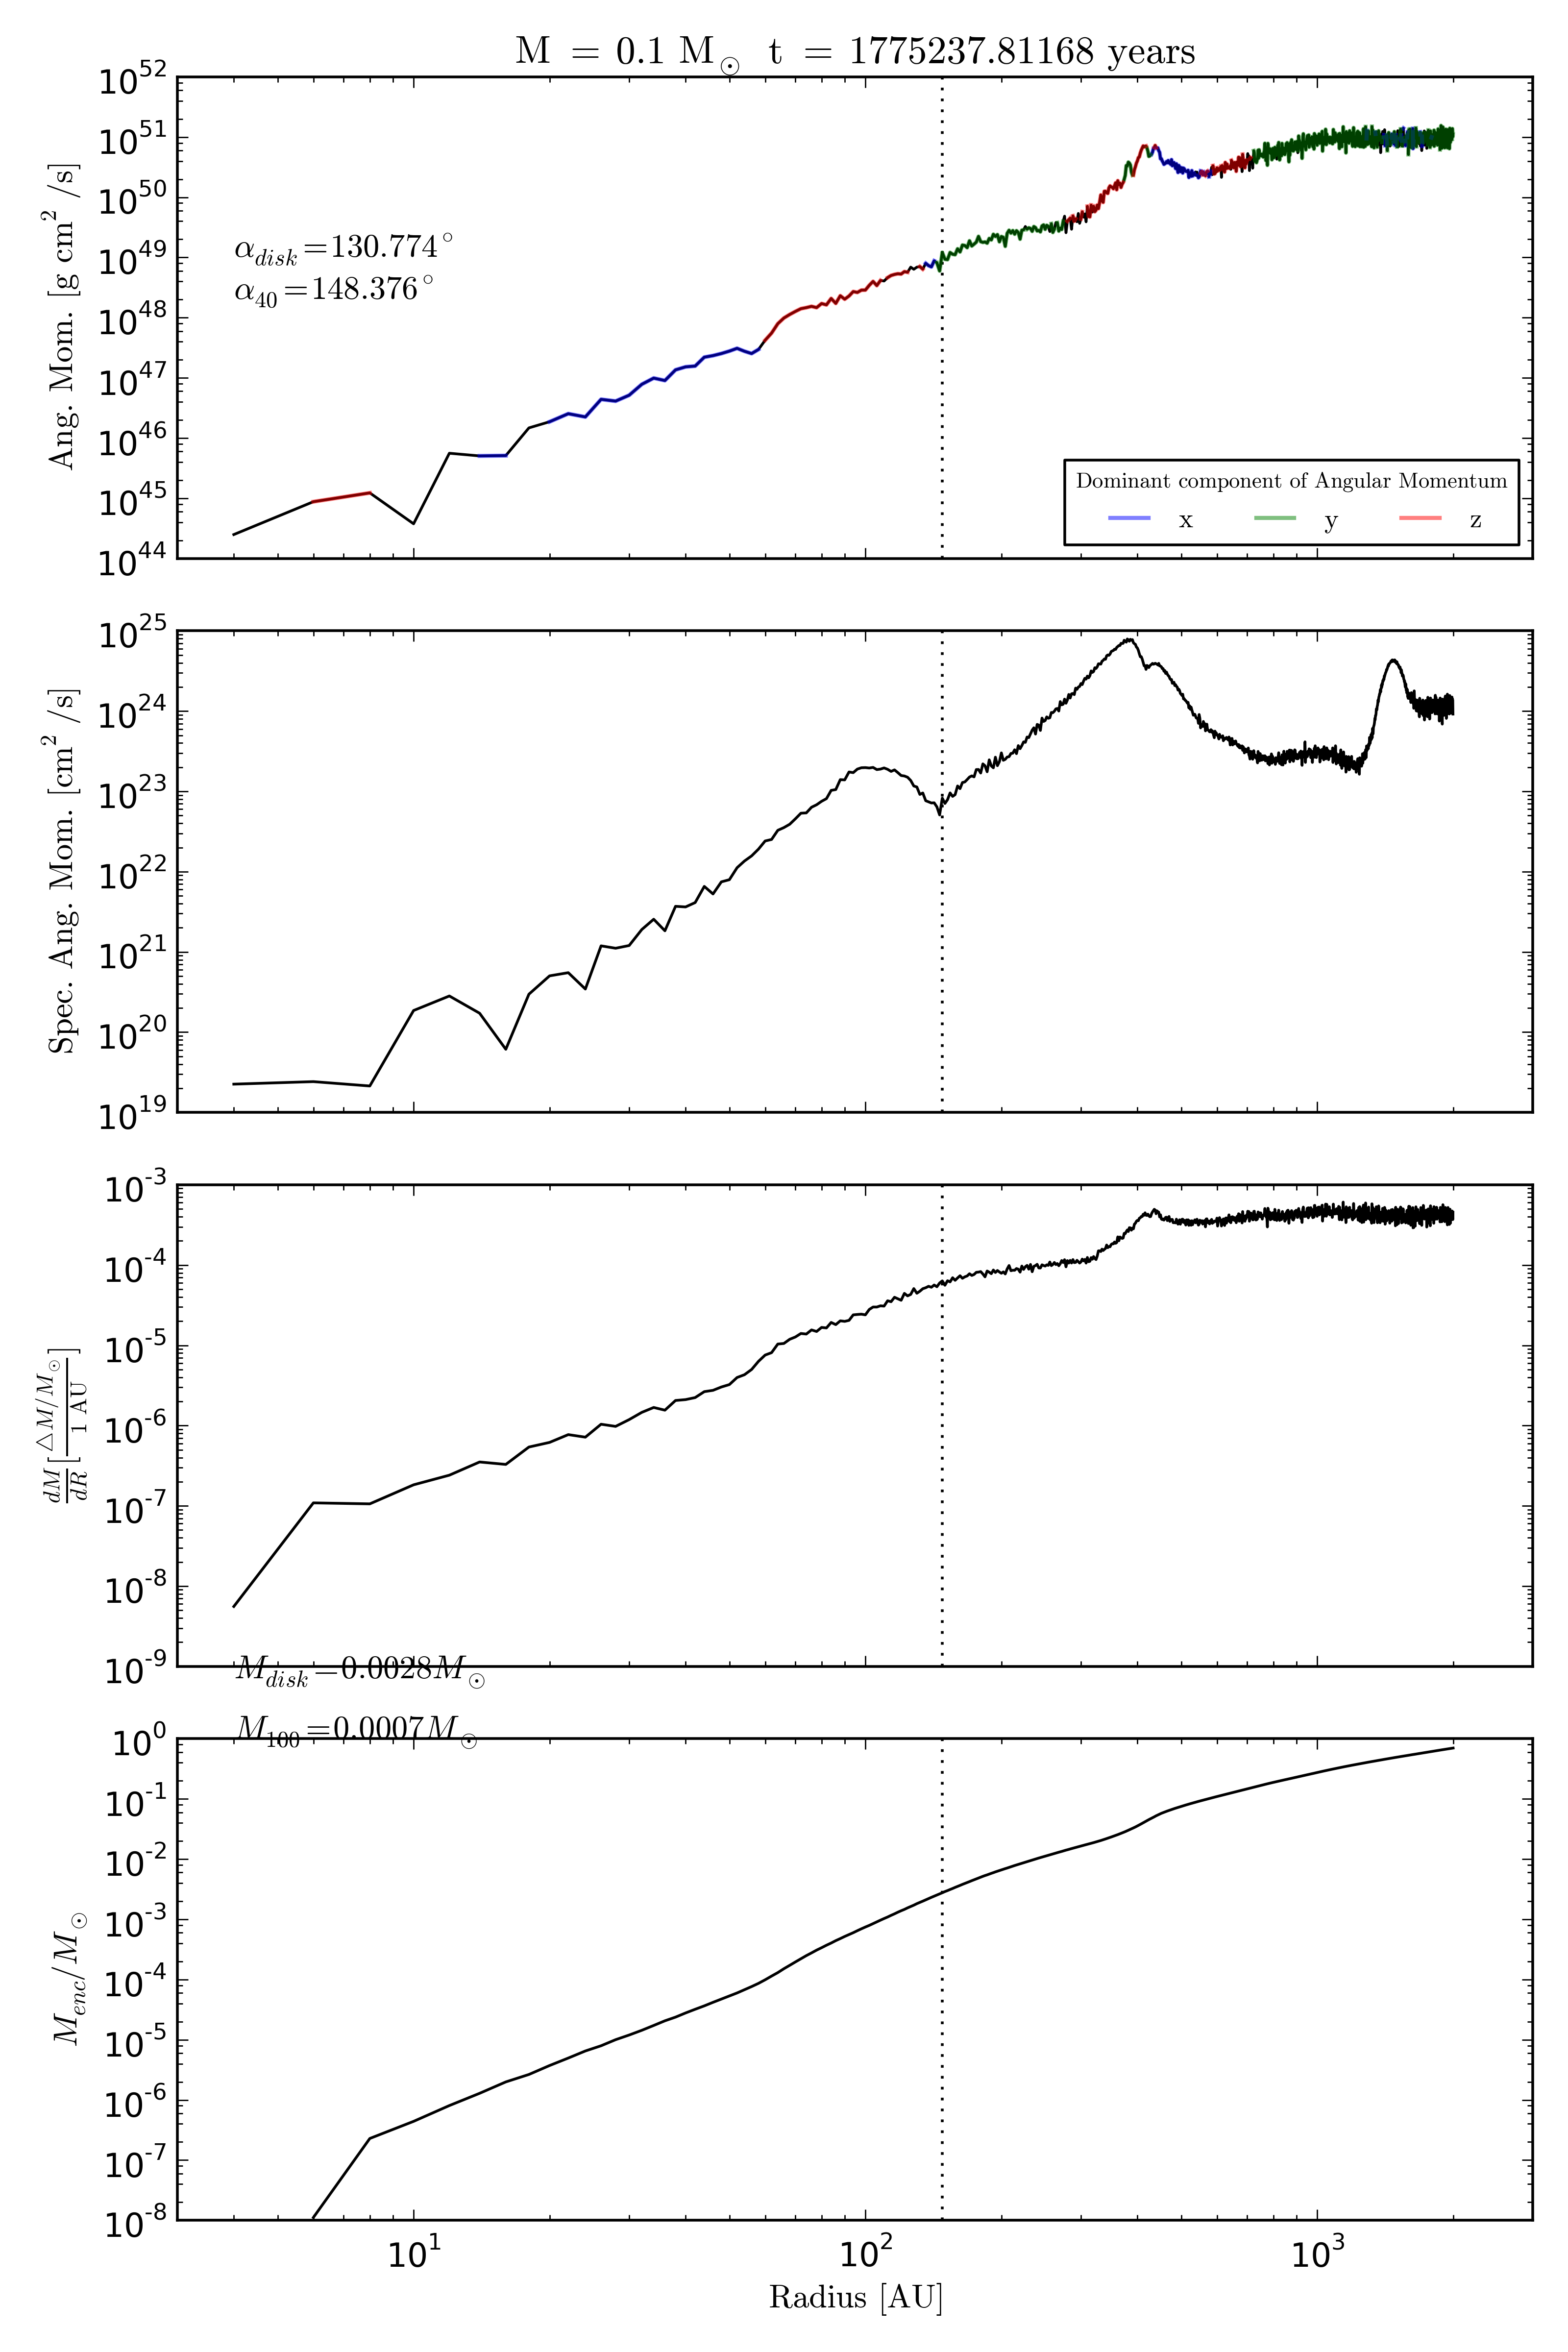 M = 0.1 M⊙ t = 1775237.81168 years
10^52
10^51
10^50
10^49
10^48
10^47
10^46
10^45
10^44
Ang. Mom. [g cm^2 /s]
α_disk=130.774°
α_40=148.376°
Dominant component of Angular Momentum
x y z
10^25
10^24
10^23
10^22
10^21
10^20
10^19
Spec. Ang. Mom. [cm^2 /s]
10^-3
10^-4
10^-5
10^-6
10^-7
10^-8
10^-9
dM/dR [△M/M⊙ / 1 AU]
M_disk=0.0028M⊙
M_100=0.0007M⊙
10^0
10^-1
10^-2
10^-3
10^-4
10^-5
10^-6
10^-7
10^-8
M_enc/M⊙
10^1 10^2 10^3
Radius [AU]